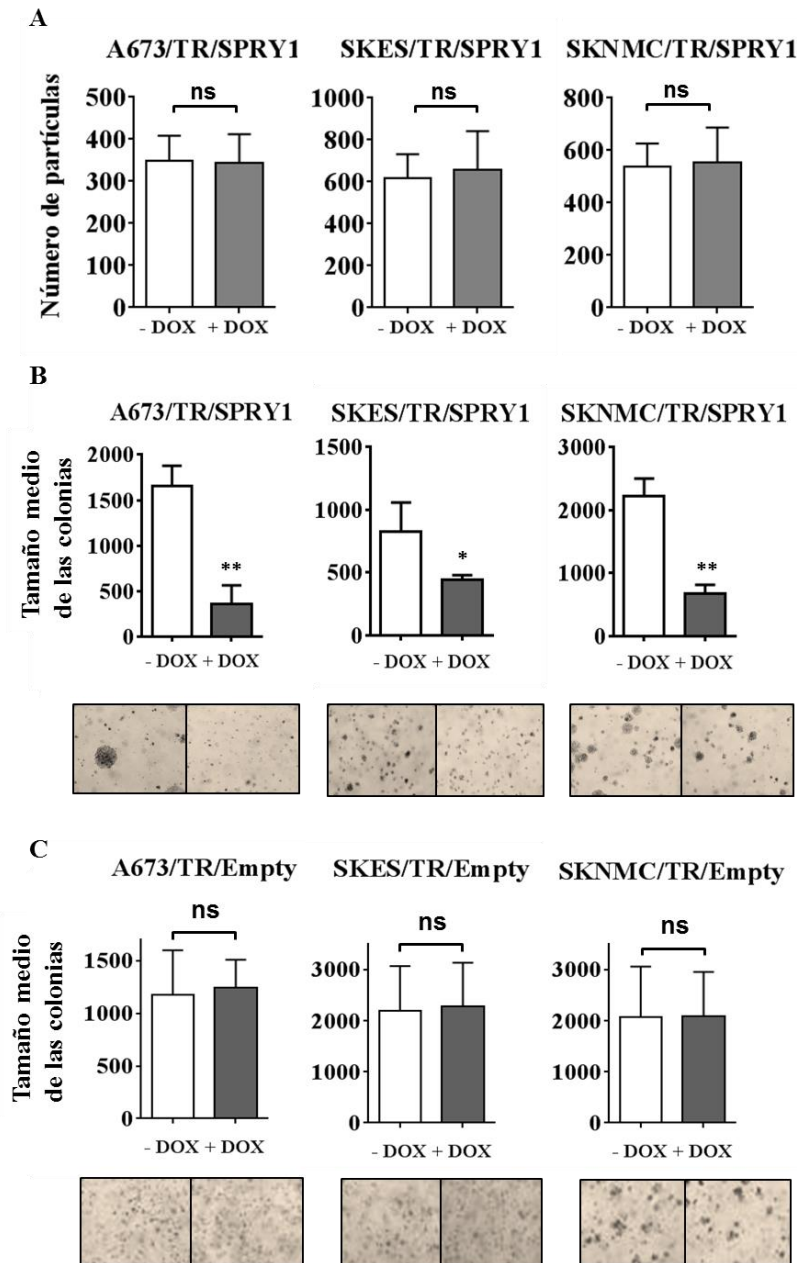 A
A673/TR/SPRY1 SKES/TR/SPRY1 SKNMC/TR/SPRY1
Número de partículas
ns ns ns
500 1000 800
400 800 600
300 600 400
200 400 200
100 200 0
0 0
- DOX + DOX - DOX + DOX - DOX + DOX
B
A673/TR/SPRY1 SKES/TR/SPRY1 SKNMC/TR/SPRY1
Tamaño medio
de las colonias
2000 1500 3000
1500 1000 2000
1000 500 1000
500 0 0
0
** * **
- DOX + DOX - DOX + DOX - DOX + DOX
C
A673/TR/Empty SKES/TR/Empty SKNMC/TR/Empty
Tamaño medio
de las colonias
ns ns ns
1500 3000 3000
1000 2000 2000
500 1000 1000
0 0 0
- DOX + DOX - DOX + DOX - DOX + DOX